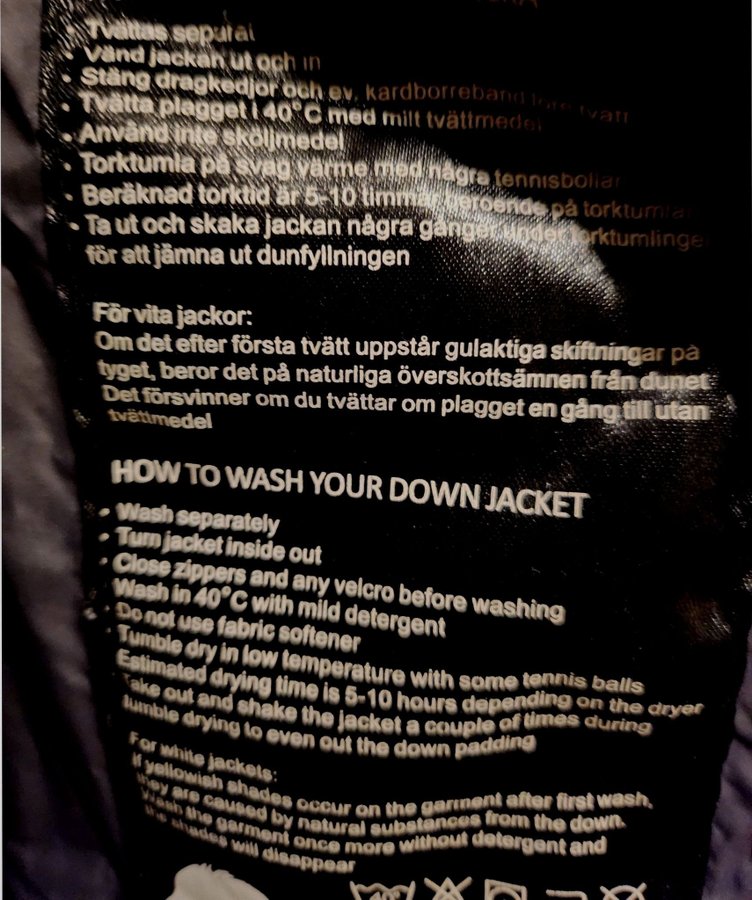 • Tvättas separat
• Vänd jackan ut och in
• Stäng dragkedjor och ev. kardborreband före tvätt
• Tvätta plagget i 40°C med milt tvättmedel
• Använd inte sköljmedel
• Torktumla på svag värme med några tennisbollar
• Beräknad torktid är 5-10 timmar beroende på torktumlar
• Ta ut och skaka jackan några gånger under torktumlinge
för att jämna ut dunfyllningen
För vita jackor:
Om det efter första tvätt uppstår gulaktiga skiftningar på
tyget, beror det på naturliga överskottsämnen från dunet
Det försvinner om du tvättar om plagget en gång till utan
tvättmedel
HOW TO WASH YOUR DOWN JACKET
• Wash separately
• Turn jacket inside out
• Close zippers and any velcro before washing
Wash in 40°C with mild detergent
• Do not use fabric softener
Tumble dry in low temperature with some tennis balls
Estimated drying time is 5-10 hours depending on the dryer
Take out and shake the jacket a couple of times during
tumble drying to even out the down padding
For white jackets:
If yellowish shades occur on the garment after first wash,
they are caused by natural substances from the down.
Wash the garment once more without detergent and
the shades will disappear
40°